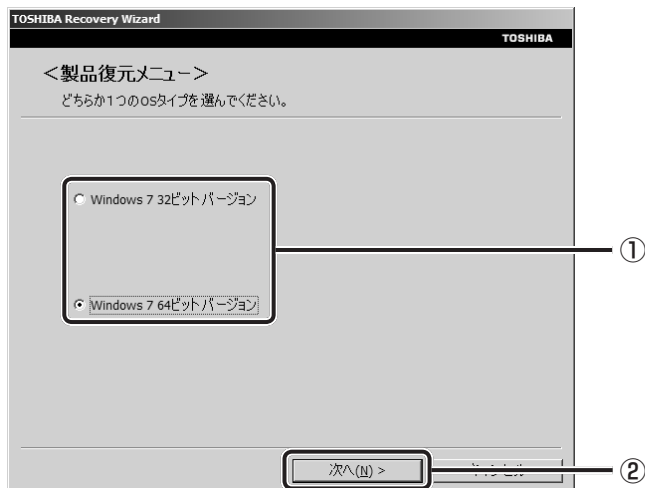 TOSHIBA Recovery Wizard
TOSHIBA
＜製品復元メニュー＞
どちらか1つのOSタイプを選んでください。
Windows 7 32ビットバージョン
①
Windows 7 64ビットバージョン
次へ(N) >
②